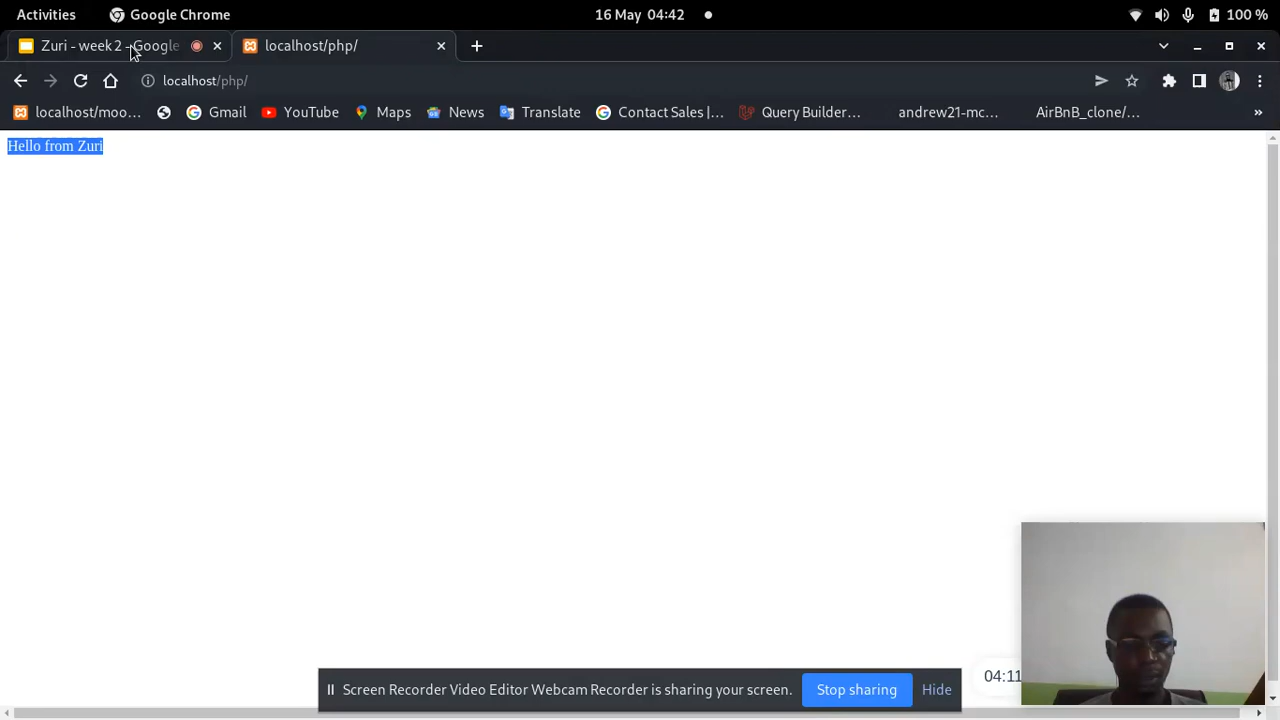 Activities Google Chrome 16 May 04:42 100 %
Zuri - week 2 - Google localhost/php/
localhost/php/
localhost/moo... Gmail YouTube Maps News Translate Contact Sales |... Query Builder... andrew21-mc... AirBnB_clone/... »
Hello from Zuri
04:11
Screen Recorder Video Editor Webcam Recorder is sharing your screen. Stop sharing Hide